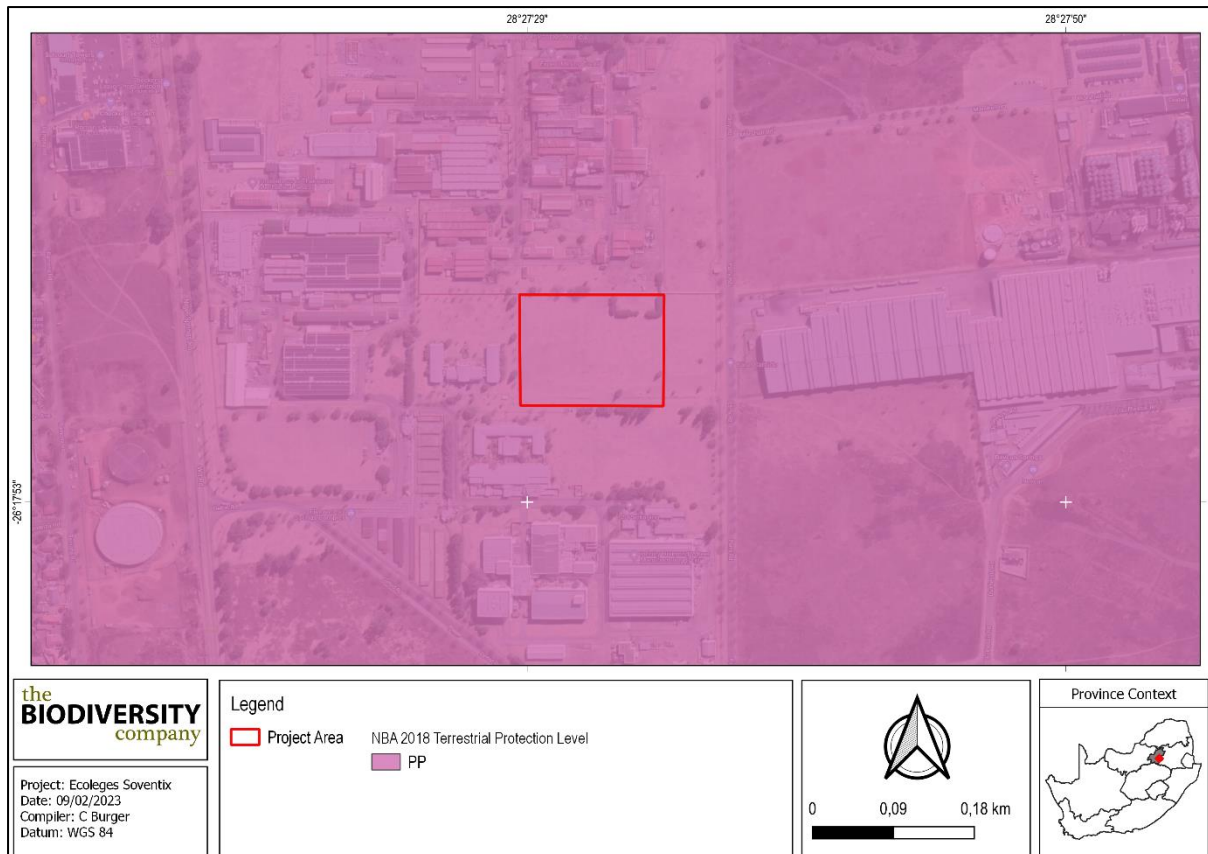 28°27'29"
28°27'50"
-26°17'53"
the
BIODIVERSITY
company
Project: Ecoleges Soventix
Date: 09/02/2023
Compiler: C Burger
Datum: WGS 84
Legend
Project Area
NBA 2018 Terrestrial Protection Level
PP
0
0,09
0,18 km
Province Context